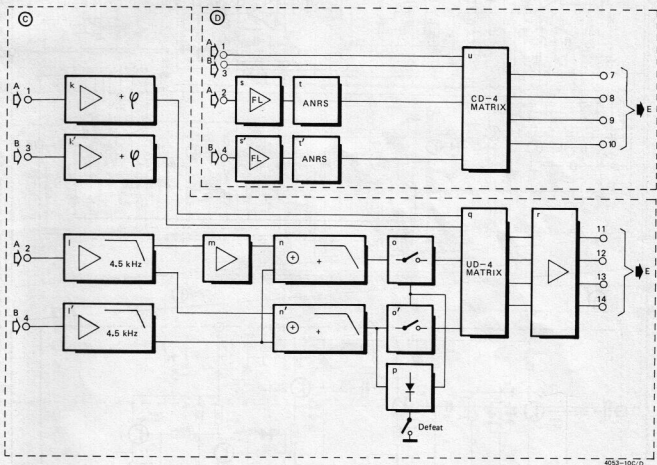 C
D
A 1
B 3
A 2
B 4
s
FL
t
ANRS
s'
FL
t'
ANRS
u
CD-4
MATRIX
7
8
9
10
E
A 1
k
+ φ
B 3
k'
+ φ
A 2
l
4.5 kHz
B 4
l'
4.5 kHz
m
n
+
+
n'
+
+
o
o'
p
Defeat
q
UD-4
MATRIX
r
11
12
13
14
E
4053-10C/D